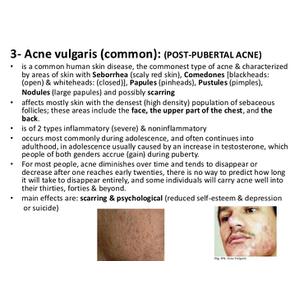 3- Acne vulgaris (common): (POST-PUBERTAL ACNE)
• is a common human skin disease, the commonest type of acne & characterized
by areas of skin with Seborrhea (scaly red skin), Comedones [blackheads:
(open) & whiteheads: (closed)], Papules (pinheads), Pustules (pimples),
Nodules (large papules) and possibly scarring
• affects mostly skin with the densest (high density) population of sebaceous
follicles; these areas include the face, the upper part of the chest, and the
back.
• is of 2 types inflammatory (severe) & noninflammatory
• occurs most commonly during adolescence, and often continues into
adulthood, in adolescence usually caused by an increase in testosterone, which
people of both genders accrue (gain) during puberty.
• For most people, acne diminishes over time and tends to disappear or
decrease after one reaches early twenties, there is no way to predict how long
it will take to disappear entirely, and some individuals will carry acne well into
their thirties, forties & beyond.
• main effects are: scarring & psychological (reduced self-esteem & depression
or suicide)
Acne Vulgaris